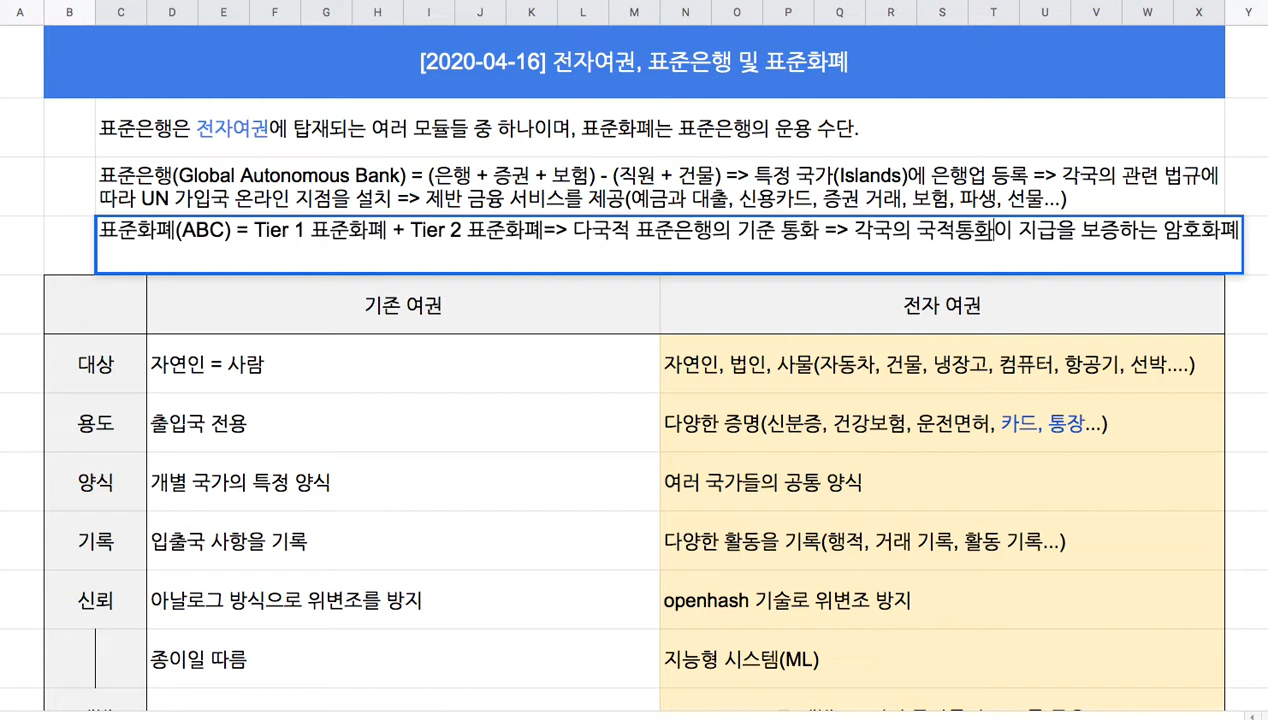 A B C D E F G H I J K L M N O P Q R S T U V W X Y
[2020-04-16] 전자여권, 표준은행 및 표준화폐
표준은행은 전자여권에 탑재되는 여러 모듈들 중 하나이며, 표준화폐는 표준은행의 운용 수단.
표준은행(Global Autonomous Bank) = (은행 + 증권 + 보험) - (직원 + 건물) => 특정 국가(Islands)에 은행업 등록 => 각국의 관련 법규에
따라 UN 가입국 온라인 지점을 설치 => 제반 금융 서비스를 제공(예금과 대출, 신용카드, 증권 거래, 보험, 파생, 선물...)
표준화폐(ABC) = Tier 1 표준화폐 + Tier 2 표준화폐=> 다국적 표준은행의 기준 통화 => 각국의 국적통화이 지급을 보증하는 암호화폐
기존 여권 전자 여권
대상 자연인 = 사람 자연인, 법인, 사물(자동차, 건물, 냉장고, 컴퓨터, 항공기, 선박....)
용도 출입국 전용 다양한 증명(신분증, 건강보험, 운전면허, 카드, 통장...)
양식 개별 국가의 특정 양식 여러 국가들의 공통 양식
기록 입출국 사항을 기록 다양한 활동을 기록(행적, 거래 기록, 활동 기록...)
신뢰 아날로그 방식으로 위변조를 방지 openhash 기술로 위변조 방지
종이일 따름 지능형 시스템(ML)